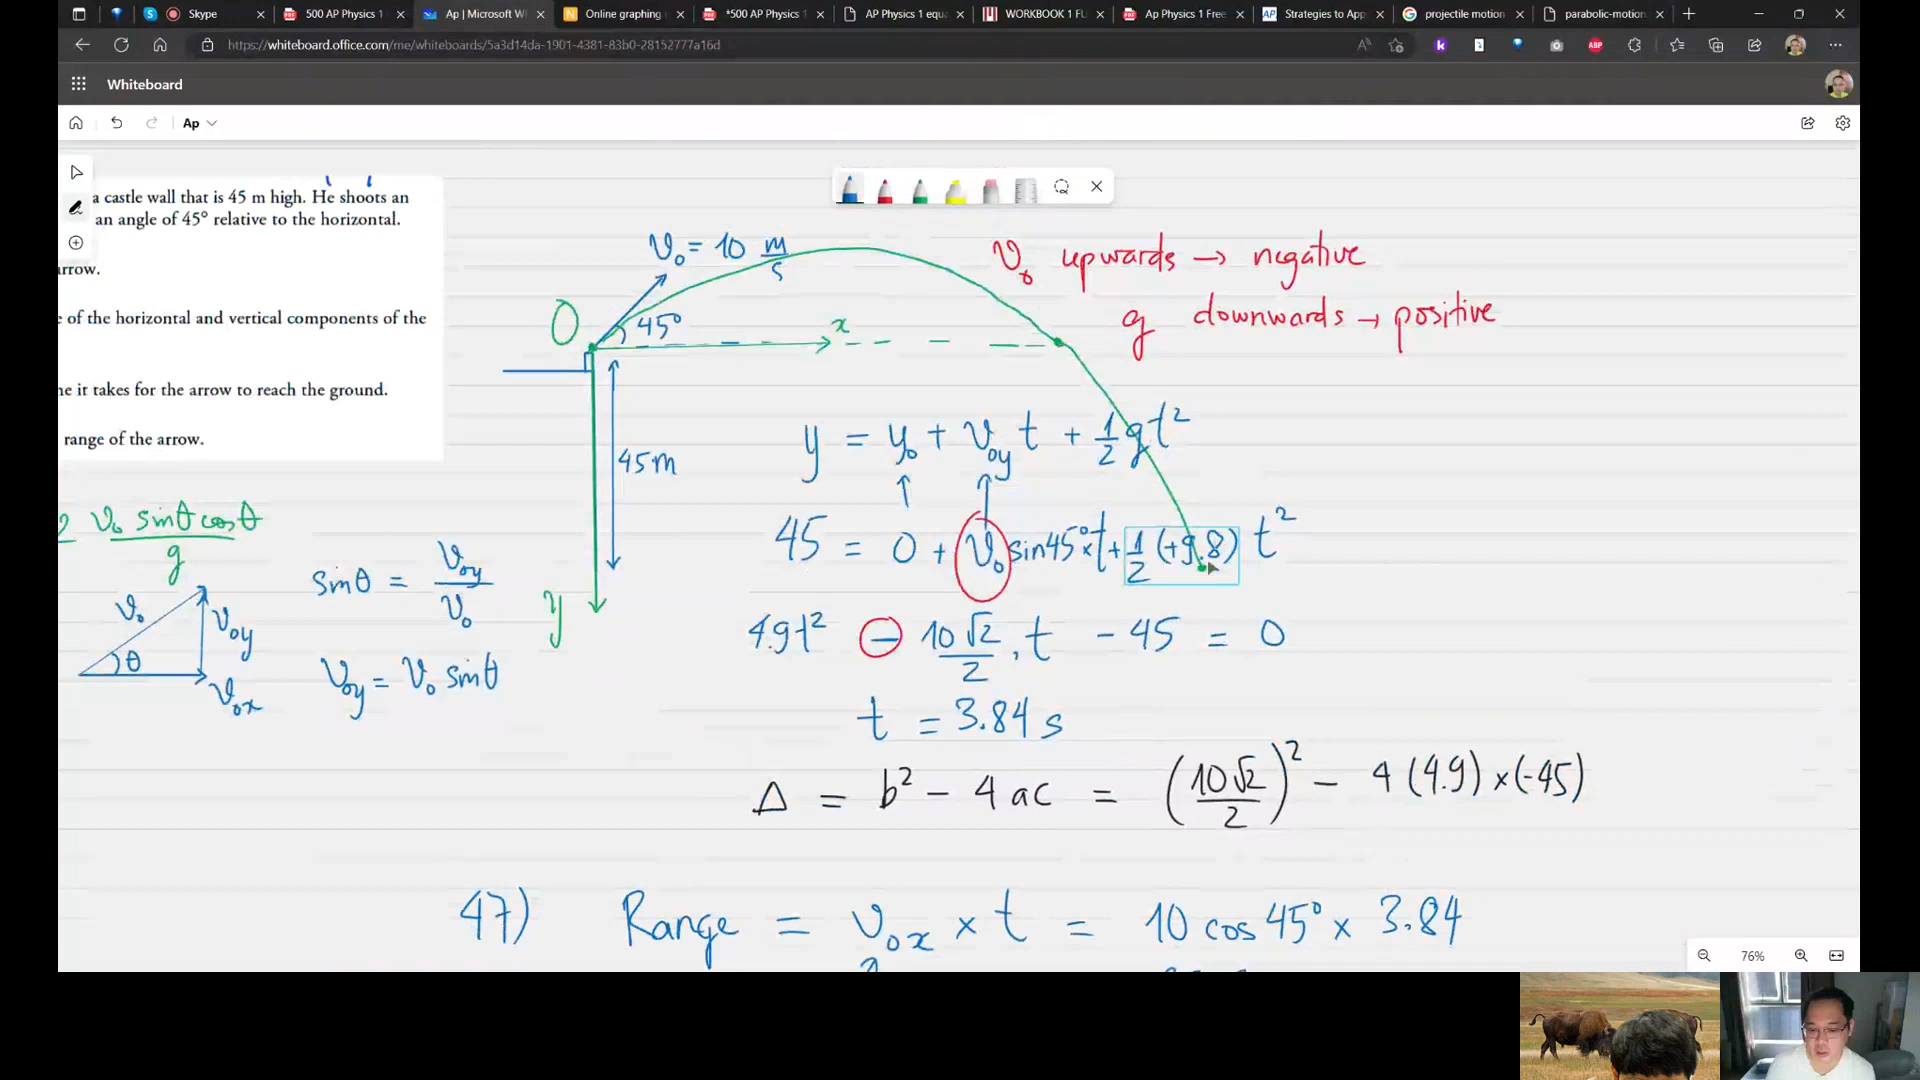 Skype
500 AP Physics 1
Ap | Microsoft W
Online graphing
*500 AP Physics 1
AP Physics 1 equa
WORKBOOK 1 FU
Ap Physics 1 Free
Strategies to App
projectile motion
parabolic-motion
https://whiteboard.office.com/me/whiteboards/5a3d14da-1901-4381-83b0-28152777a16d
Whiteboard
Ap
a castle wall that is 45 m high. He shoots an
an angle of 45° relative to the horizontal.
arrow.
e of the horizontal and vertical components of the
ne it takes for the arrow to reach the ground.
range of the arrow.
v₀ = 10 m/s
v₀ upwards → negative
g downwards → positive
O
45°
x
45m
y
y = y₀ + v₀y t + 1/2 g t²
45 = 0 + v₀ sin45° × t + 1/2 (+9.8) t²
4.9t² − 10√2/2 . t − 45 = 0
t = 3.84 s
Δ = b² − 4ac = (10√2/2)² − 4(4.9)×(−45)
2 v₀ sinθ cosθ / g
v₀
v₀y
θ
v₀x
sinθ = v₀y / v₀
v₀y = v₀ sinθ
47) Range = v₀x × t = 10 cos 45° × 3.84
76%